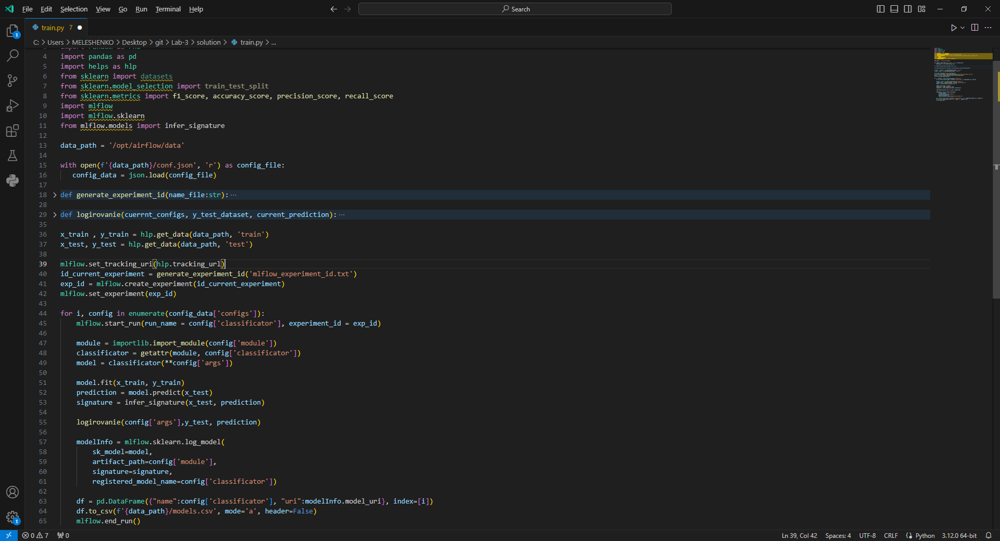 File Edit Selection View Go Run Terminal Help
Search
train.py 7
C: > Users > MELESHENKO > Desktop > git > Lab-3 > solution > train.py > ...
4 import pandas as pd
5 import helps as hlp
6 from sklearn import datasets
7 from sklearn.model_selection import train_test_split
8 from sklearn.metrics import f1_score, accuracy_score, precision_score, recall_score
9 import mlflow
10 import mlflow.sklearn
11 from mlflow.models import infer_signature
12
13 data_path = '/opt/airflow/data'
14
15 with open(f'{data_path}/conf.json', 'r') as config_file:
16 config_data = json.load(config_file)
17
18 def generate_experiment_id(name_file:str): ...
28
29 def logirovanie(cuerrnt_configs, y_test_dataset, current_prediction): ...
35
36 x_train , y_train = hlp.get_data(data_path, 'train')
37 x_test, y_test = hlp.get_data(data_path, 'test')
38
39 mlflow.set_tracking_uri(hlp.tracking_url)
40 id_current_experiment = generate_experiment_id('mlflow_experiment_id.txt')
41 exp_id = mlflow.create_experiment(id_current_experiment)
42 mlflow.set_experiment(exp_id)
43
44 for i, config in enumerate(config_data['configs']):
45 mlflow.start_run(run_name = config['classificator'], experiment_id = exp_id)
46
47 module = importlib.import_module(config['module'])
48 classificator = getattr(module, config['classificator'])
49 model = classificator(**config['args'])
50
51 model.fit(x_train, y_train)
52 prediction = model.predict(x_test)
53 signature = infer_signature(x_test, prediction)
54
55 logirovanie(config['args'],y_test, prediction)
56
57 modelInfo = mlflow.sklearn.log_model(
58 sk_model=model,
59 artifact_path=config['module'],
60 signature=signature,
61 registered_model_name=config['classificator'])
62
63 df = pd.DataFrame({"name":config['classificator'], "uri":modelInfo.model_uri}, index=[i])
64 df.to_csv(f'{data_path}/models.csv', mode='a', header=False)
65 mlflow.end_run()
1
1
0 7 0
Ln 39, Col 42 Spaces: 4 UTF-8 CRLF Python 3.12.0 64-bit